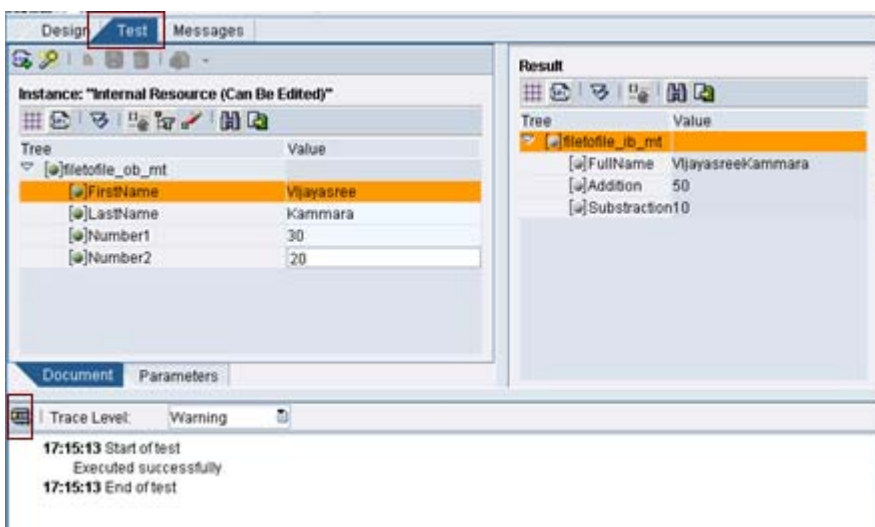 Design Test Messages
Instance: "Internal Resource (Can Be Edited)"
Tree Value
filetofile_ob_mt
FirstName Vijayasree
LastName Kammara
Number1 30
Number2 20
Document Parameters
Result
Tree Value
filetofile_ib_mt
FullName VijayasreeKammara
Addition 50
Substraction 10
Trace Level: Warning
17:15:13 Start of test
Executed successfully
17:15:13 End of test